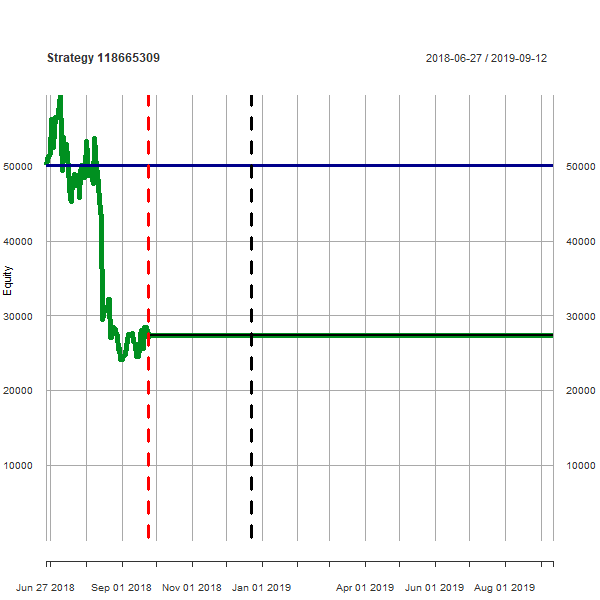 Strategy 118665309
2018-06-27 / 2019-09-12
50000
50000
40000
40000
Equity
30000
30000
20000
20000
10000
10000
Jun 27 2018
Sep 01 2018
Nov 01 2018
Jan 01 2019
Apr 01 2019
Jun 01 2019
Aug 01 2019